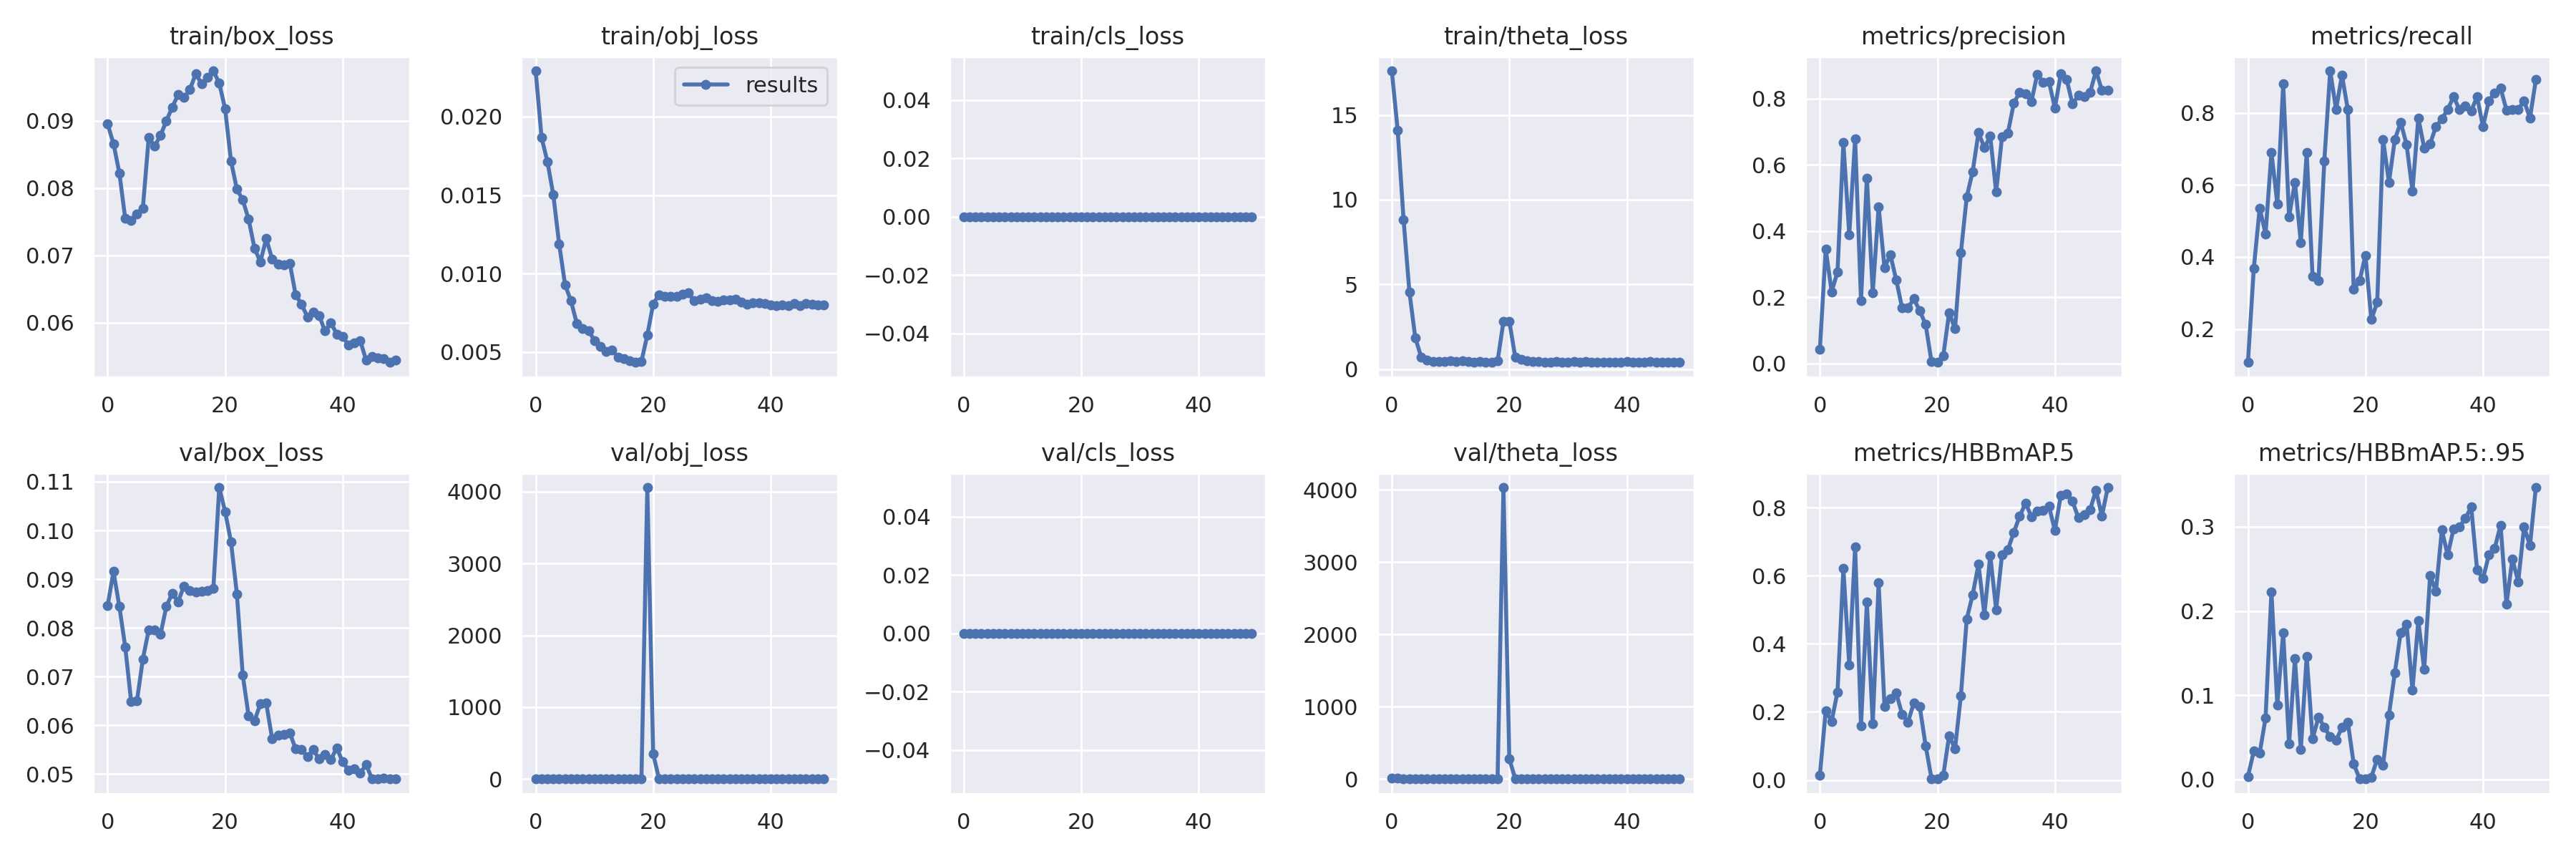 train/box_loss
0.09
0.08
0.07
0.06
0 20 40
train/obj_loss
results
0.020
0.015
0.010
0.005
0 20 40
train/cls_loss
0.04
0.02
0.00
−0.02
−0.04
0 20 40
train/theta_loss
15
10
5
0
0 20 40
metrics/precision
0.8
0.6
0.4
0.2
0.0
0 20 40
metrics/recall
0.8
0.6
0.4
0.2
0 20 40
val/box_loss
0.11
0.10
0.09
0.08
0.07
0.06
0.05
0 20 40
val/obj_loss
4000
3000
2000
1000
0
0 20 40
val/cls_loss
0.04
0.02
0.00
−0.02
−0.04
0 20 40
val/theta_loss
4000
3000
2000
1000
0
0 20 40
metrics/HBBmAP.5
0.8
0.6
0.4
0.2
0.0
0 20 40
metrics/HBBmAP.5:.95
0.3
0.2
0.1
0.0
0 20 40